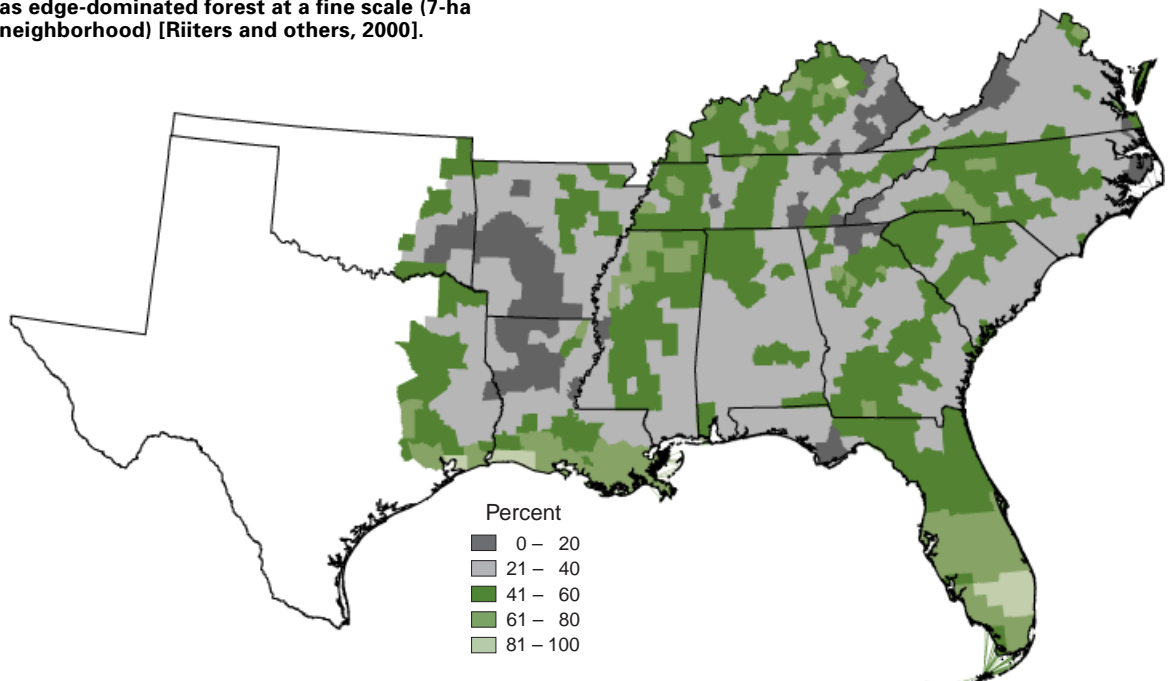 as edge-dominated forest at a fine scale (7-ha
neighborhood) [Riiters and others, 2000].
Percent
0 – 20
21 – 40
41 – 60
61 – 80
81 – 100